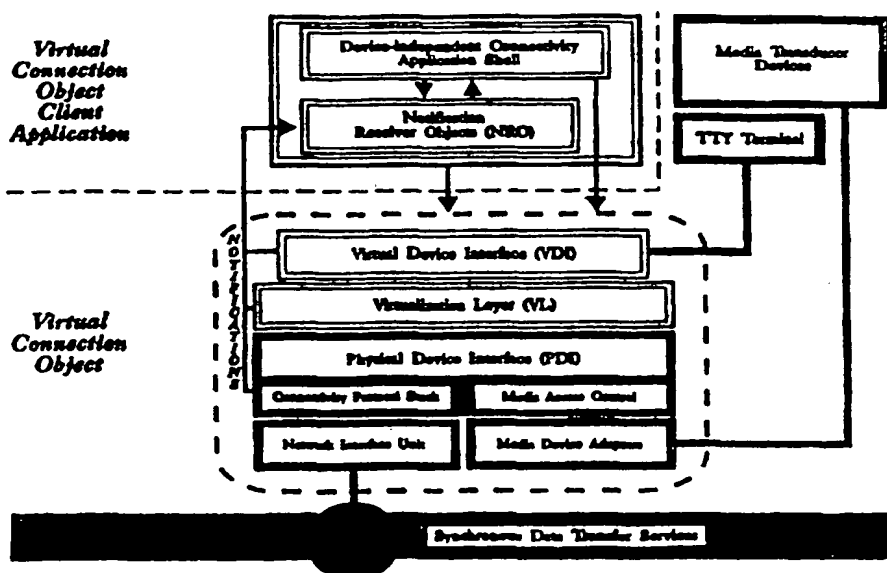 Virtual
Connection
Object
Client
Application
Device-Independent Connectivity
Application Shell
Notification
Receiver Objects (NRO)
Media Transducer
Devices
TTY Terminal
NOTIFICATIONS
Virtual Device Interface (VDI)
Virtualization Layer (VL)
Virtual
Connection
Object
Physical Device Interface (PDI)
Connectivity Protocol Stack
Media Access Control
Network Interface Unit
Media Device Adapters
Synchronous Data Transfer Services